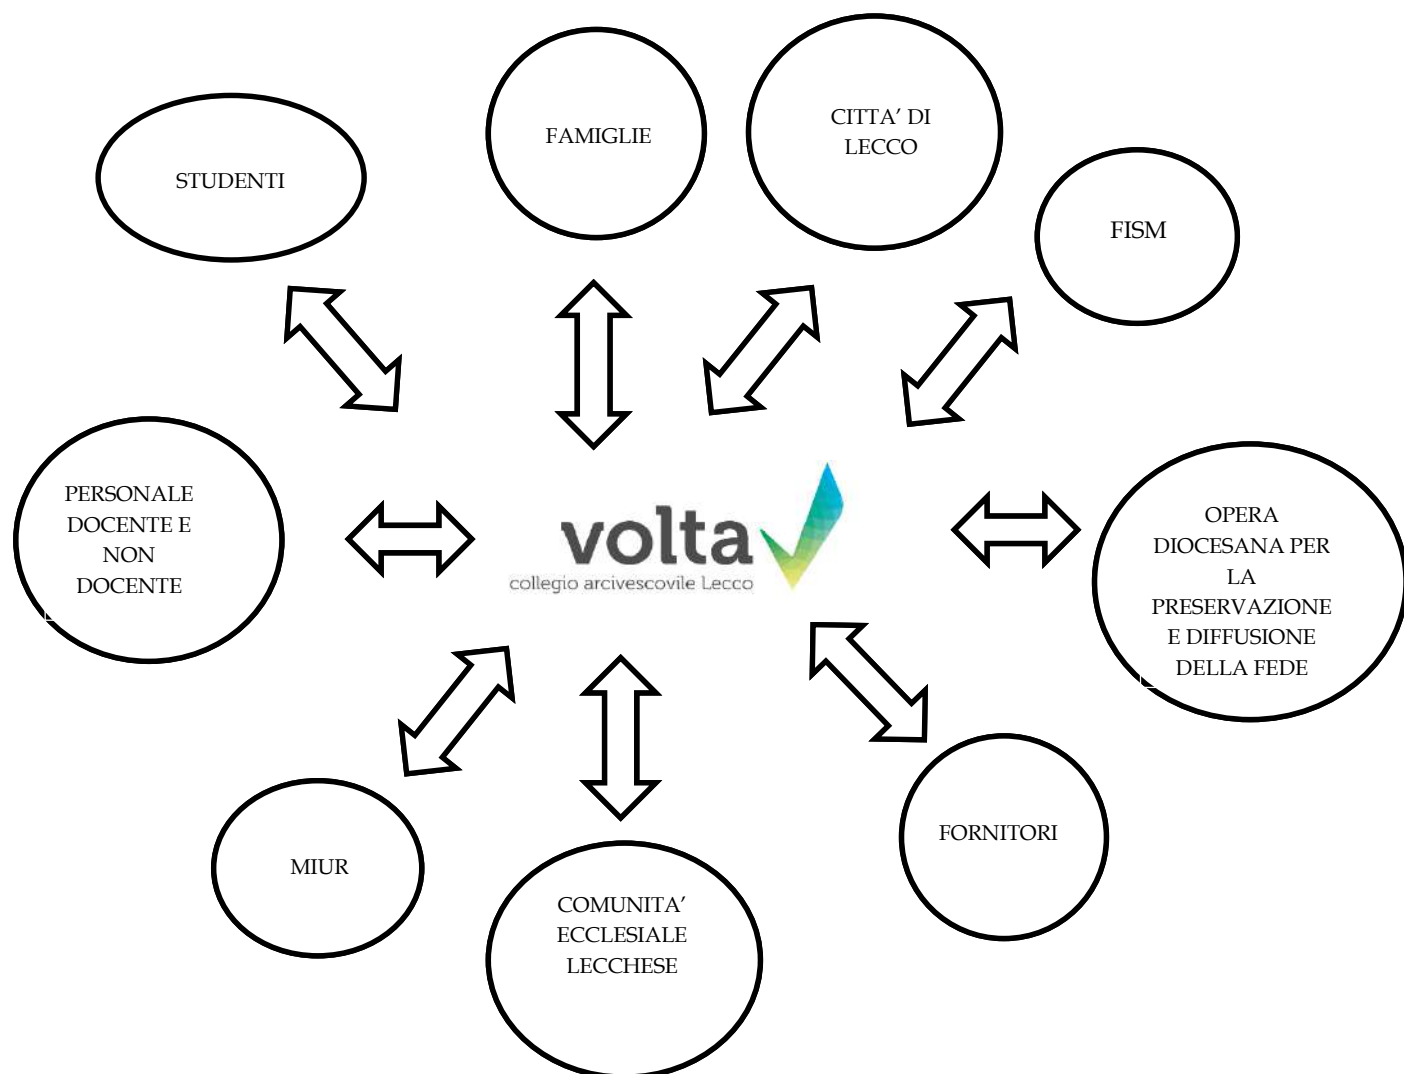 FAMIGLIE
CITTA’ DI
LECCO
STUDENTI
FISM
PERSONALE
DOCENTE E
NON
DOCENTE
volta
collegio arcivescovile Lecco
OPERA
DIOCESANA PER
LA
PRESERVAZIONE
E DIFFUSIONE
DELLA FEDE
MIUR
COMUNITA’
ECCLESIALE
LECCHESE
FORNITORI